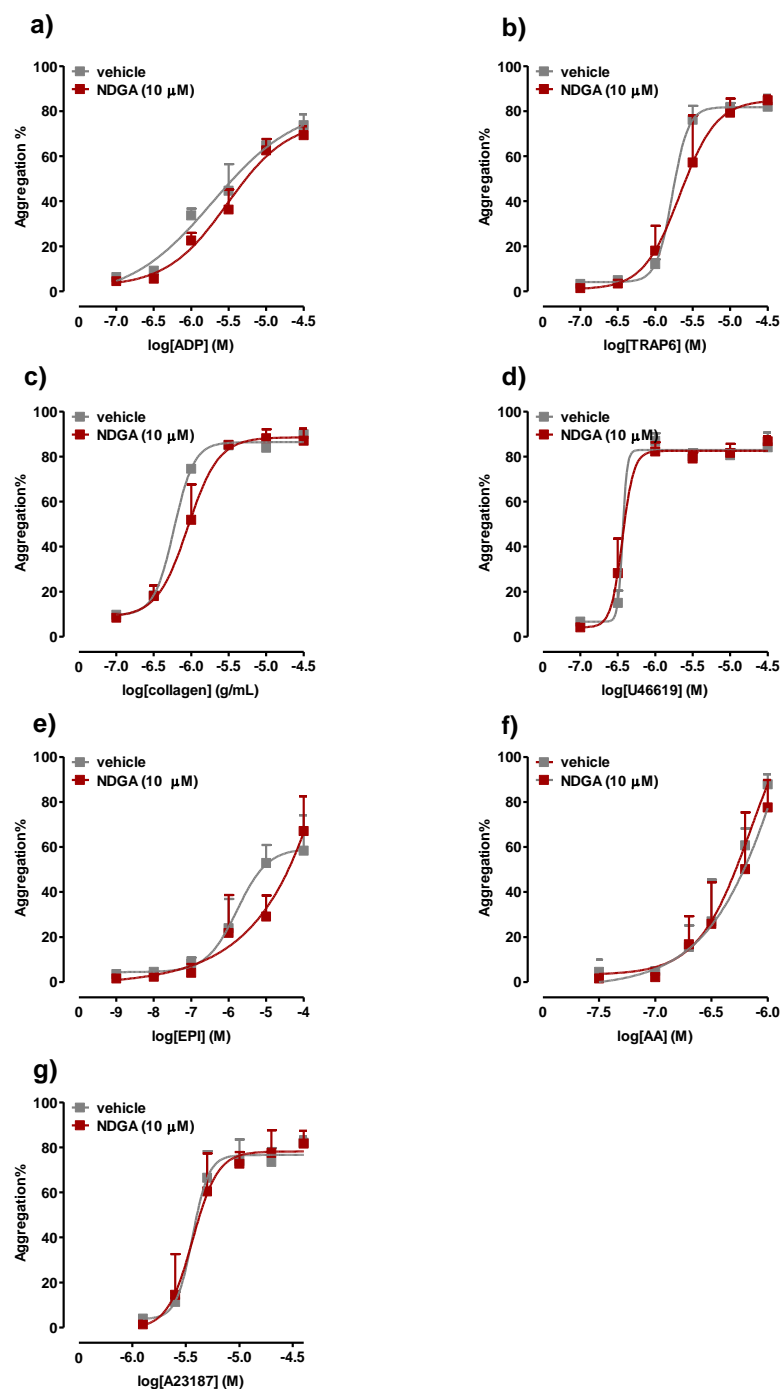 a)
vehicle
NDGA (10 μM)
Aggregation %
100
80
60
40
20
0
0 -7.0 -6.5 -6.0 -5.5 -5.0 -4.5
log[ADP] (M)
b)
vehicle
NDGA (10 μM)
Aggregation %
100
80
60
40
20
0
0 -7.0 -6.5 -6.0 -5.5 -5.0 -4.5
log[TRAP6] (M)
c)
vehicle
NDGA (10 μM)
Aggregation%
100
80
60
40
20
0
0 -7.0 -6.5 -6.0 -5.5 -5.0 -4.5
log[collagen] (g/mL)
d)
vehicle
NDGA (10 μM)
Aggregation%
100
80
60
40
20
0
0 -7.0 -6.5 -6.0 -5.5 -5.0 -4.5
log[U46619] (M)
e)
vehicle
NDGA (10 μM)
Aggregation%
100
80
60
40
20
0
0 -9 -8 -7 -6 -5 -4
log[EPI] (M)
f)
vehicle
NDGA (10 μM)
Aggregation%
100
80
60
40
20
0
0 -7.5 -7.0 -6.5 -6.0
log[AA] (M)
g)
vehicle
NDGA (10 μM)
Aggregation%
100
80
60
40
20
0
0 -6.0 -5.5 -5.0 -4.5
log[A23187] (M)